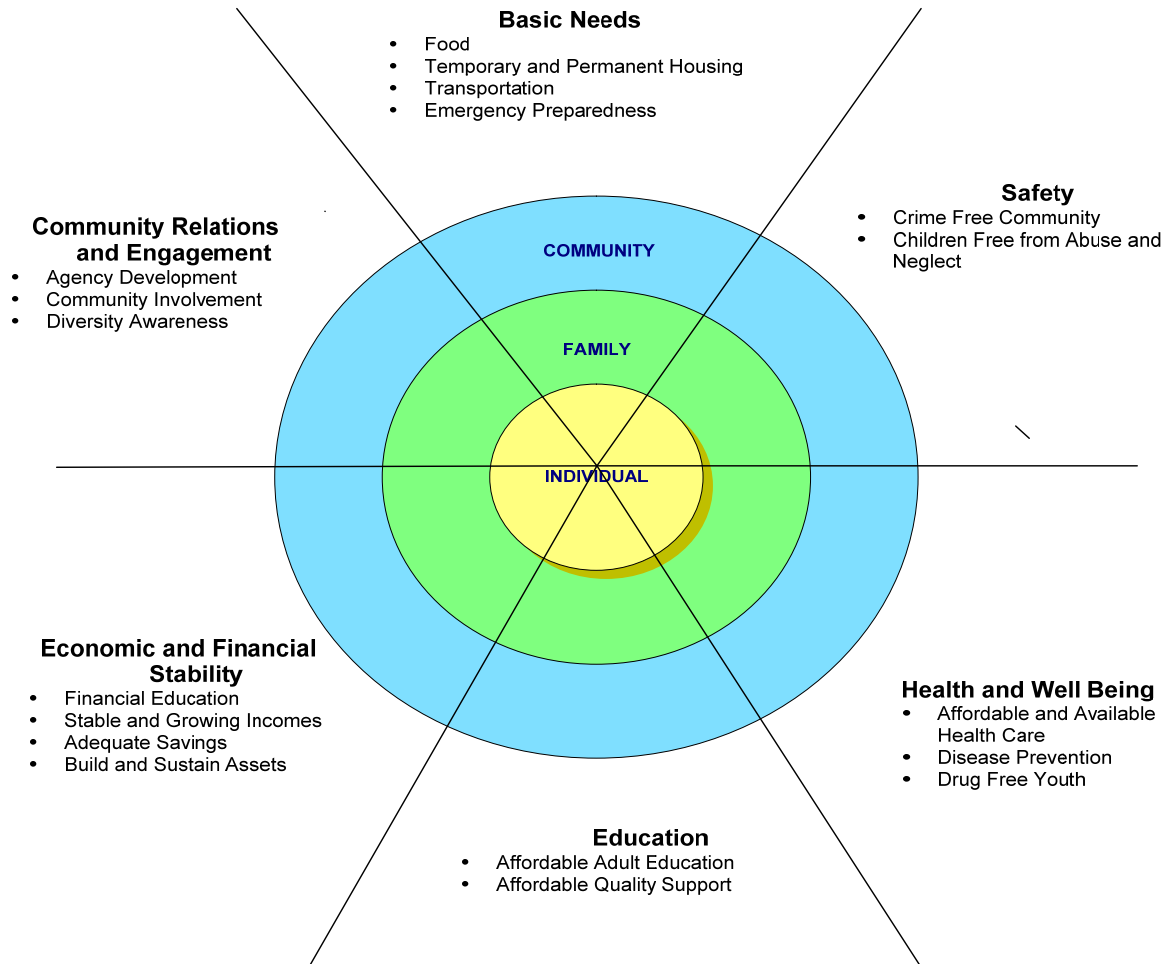 Basic Needs
• Food
• Temporary and Permanent Housing
• Transportation
• Emergency Preparedness
Safety
• Crime Free Community
• Children Free from Abuse and
Neglect
Community Relations
and Engagement
• Agency Development
• Community Involvement
• Diversity Awareness
COMMUNITY
FAMILY
INDIVIDUAL
Economic and Financial
Stability
• Financial Education
• Stable and Growing Incomes
• Adequate Savings
• Build and Sustain Assets
Health and Well Being
• Affordable and Available
Health Care
• Disease Prevention
• Drug Free Youth
Education
• Affordable Adult Education
• Affordable Quality Support